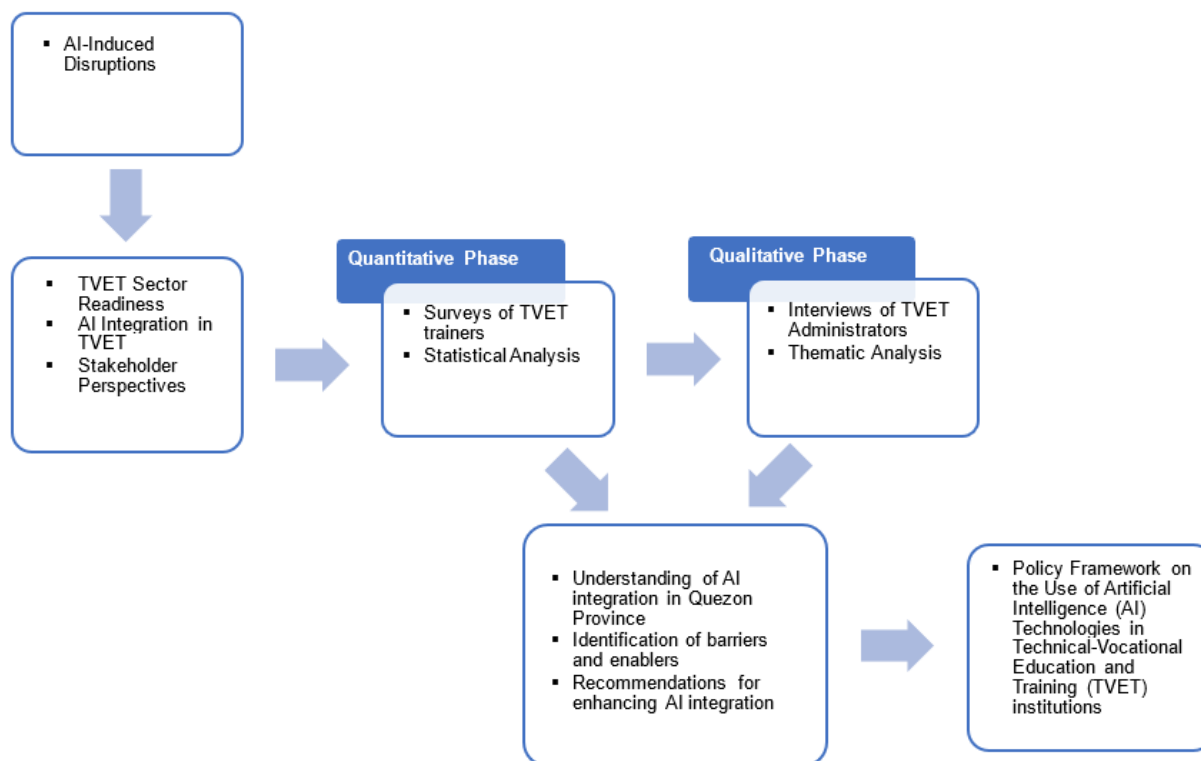 ▪ AI-Induced
Disruptions
▪ TVET Sector
Readiness
▪ AI Integration in
TVET
▪ Stakeholder
Perspectives
Quantitative Phase
▪ Surveys of TVET
trainers
▪ Statistical Analysis
Qualitative Phase
▪ Interviews of TVET
Administrators
▪ Thematic Analysis
▪ Understanding of AI
integration in Quezon
Province
▪ Identification of barriers
and enablers
▪ Recommendations for
enhancing AI integration
▪ Policy Framework on
the Use of Artificial
Intelligence (AI)
Technologies in
Technical-Vocational
Education and
Training (TVET)
institutions